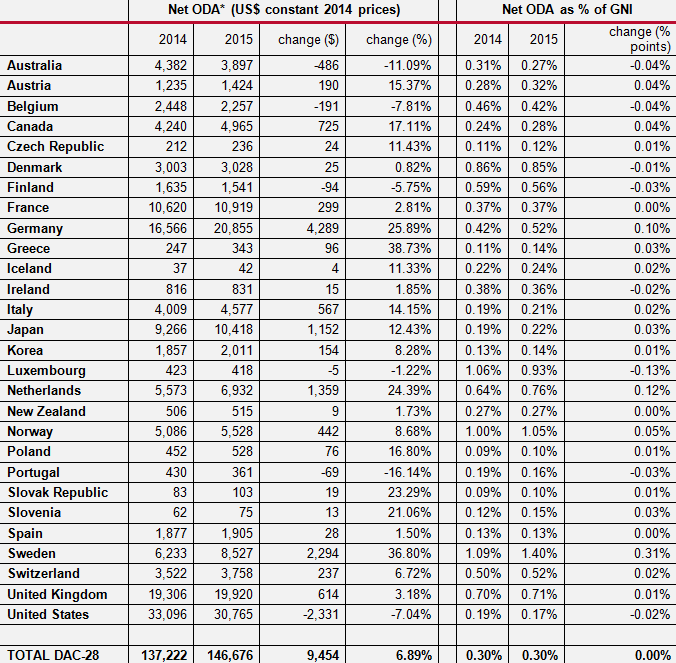 Net ODA* (US$ constant 2014 prices) Net ODA as % of GNI
2014 2015 change ($) change (%) 2014 2015 change (% points)
Australia 4,382 3,897 -486 -11.09% 0.31% 0.27% -0.04%
Austria 1,235 1,424 190 15.37% 0.28% 0.32% 0.04%
Belgium 2,448 2,257 -191 -7.81% 0.46% 0.42% -0.04%
Canada 4,240 4,965 725 17.11% 0.24% 0.28% 0.04%
Czech Republic 212 236 24 11.43% 0.11% 0.12% 0.01%
Denmark 3,003 3,028 25 0.82% 0.86% 0.85% -0.01%
Finland 1,635 1,541 -94 -5.75% 0.59% 0.56% -0.03%
France 10,620 10,919 299 2.81% 0.37% 0.37% 0.00%
Germany 16,566 20,855 4,289 25.89% 0.42% 0.52% 0.10%
Greece 247 343 96 38.73% 0.11% 0.14% 0.03%
Iceland 37 42 4 11.33% 0.22% 0.24% 0.02%
Ireland 816 831 15 1.85% 0.38% 0.36% -0.02%
Italy 4,009 4,577 567 14.15% 0.19% 0.21% 0.02%
Japan 9,266 10,418 1,152 12.43% 0.19% 0.22% 0.03%
Korea 1,857 2,011 154 8.28% 0.13% 0.14% 0.01%
Luxembourg 423 418 -5 -1.22% 1.06% 0.93% -0.13%
Netherlands 5,573 6,932 1,359 24.39% 0.64% 0.76% 0.12%
New Zealand 506 515 9 1.73% 0.27% 0.27% 0.00%
Norway 5,086 5,528 442 8.68% 1.00% 1.05% 0.05%
Poland 452 528 76 16.80% 0.09% 0.10% 0.01%
Portugal 430 361 -69 -16.14% 0.19% 0.16% -0.03%
Slovak Republic 83 103 19 23.29% 0.09% 0.10% 0.01%
Slovenia 62 75 13 21.06% 0.12% 0.15% 0.03%
Spain 1,877 1,905 28 1.50% 0.13% 0.13% 0.00%
Sweden 6,233 8,527 2,294 36.80% 1.09% 1.40% 0.31%
Switzerland 3,522 3,758 237 6.72% 0.50% 0.52% 0.02%
United Kingdom 19,306 19,920 614 3.18% 0.70% 0.71% 0.01%
United States 33,096 30,765 -2,331 -7.04% 0.19% 0.17% -0.02%
TOTAL DAC-28 137,222 146,676 9,454 6.89% 0.30% 0.30% 0.00%